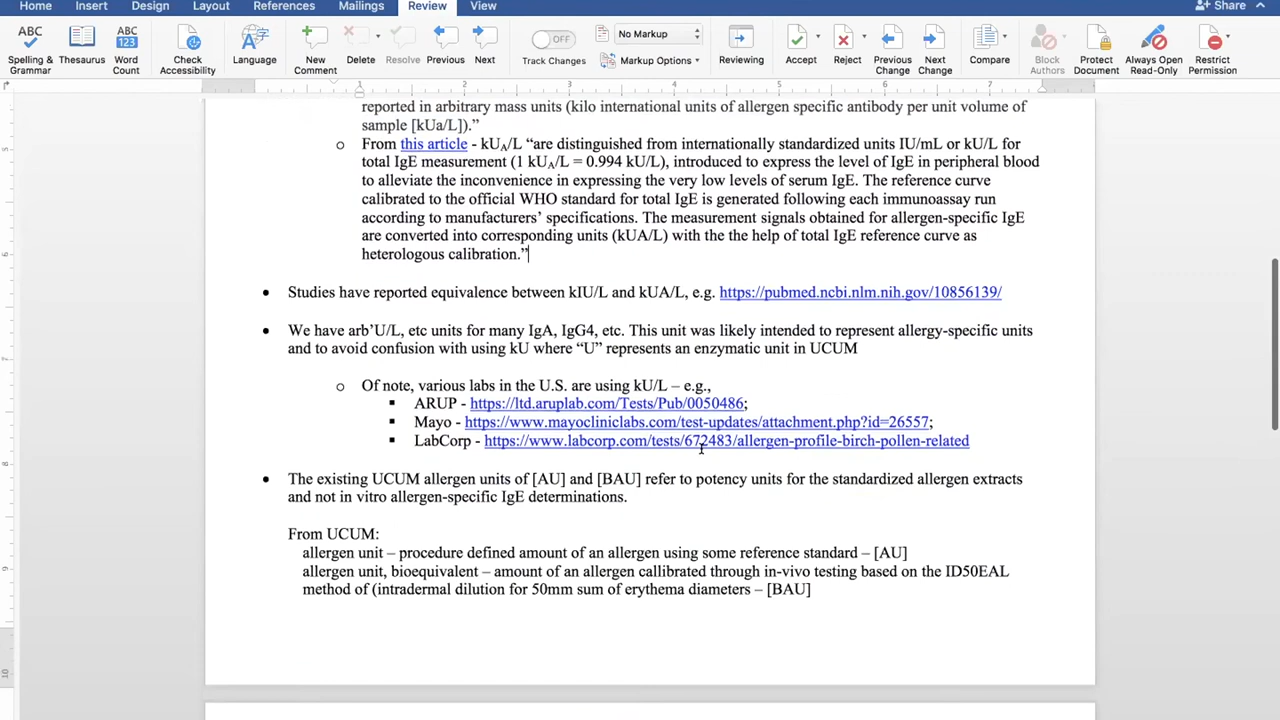 Home Insert Design Layout References Mailings Review View Share
ABC ABC 123 OFF No Markup
Spelling & Grammar Thesaurus Word Count Check Accessibility Language New Comment Delete Resolve Previous Next Track Changes Markup Options Reviewing Accept Reject Previous Change Next Change Compare Block Authors Protect Document Always Open Read-Only Restrict Permission
1 2 3 4 5 6 7
reported in arbitrary mass units (kilo international units of allergen specific antibody per unit volume of
sample [kUa/L]).”
o From this article - kUA/L “are distinguished from internationally standardized units IU/mL or kU/L for
total IgE measurement (1 kUA/L = 0.994 kU/L), introduced to express the level of IgE in peripheral blood
to alleviate the inconvenience in expressing the very low levels of serum IgE. The reference curve
calibrated to the official WHO standard for total IgE is generated following each immunoassay run
according to manufacturers’ specifications. The measurement signals obtained for allergen-specific IgE
are converted into corresponding units (kUA/L) with the the help of total IgE reference curve as
heterologous calibration.”
• Studies have reported equivalence between kIU/L and kUA/L, e.g. https://pubmed.ncbi.nlm.nih.gov/10856139/
• We have arb’U/L, etc units for many IgA, IgG4, etc. This unit was likely intended to represent allergy-specific units
and to avoid confusion with using kU where “U” represents an enzymatic unit in UCUM
o Of note, various labs in the U.S. are using kU/L – e.g.,
▪ ARUP - https://ltd.aruplab.com/Tests/Pub/0050486;
▪ Mayo - https://www.mayocliniclabs.com/test-updates/attachment.php?id=26557;
▪ LabCorp - https://www.labcorp.com/tests/672483/allergen-profile-birch-pollen-related
• The existing UCUM allergen units of [AU] and [BAU] refer to potency units for the standardized allergen extracts
and not in vitro allergen-specific IgE determinations.
From UCUM:
allergen unit – procedure defined amount of an allergen using some reference standard – [AU]
allergen unit, bioequivalent – amount of an allergen callibrated through in-vivo testing based on the ID50EAL
method of (intradermal dilution for 50mm sum of erythema diameters – [BAU]